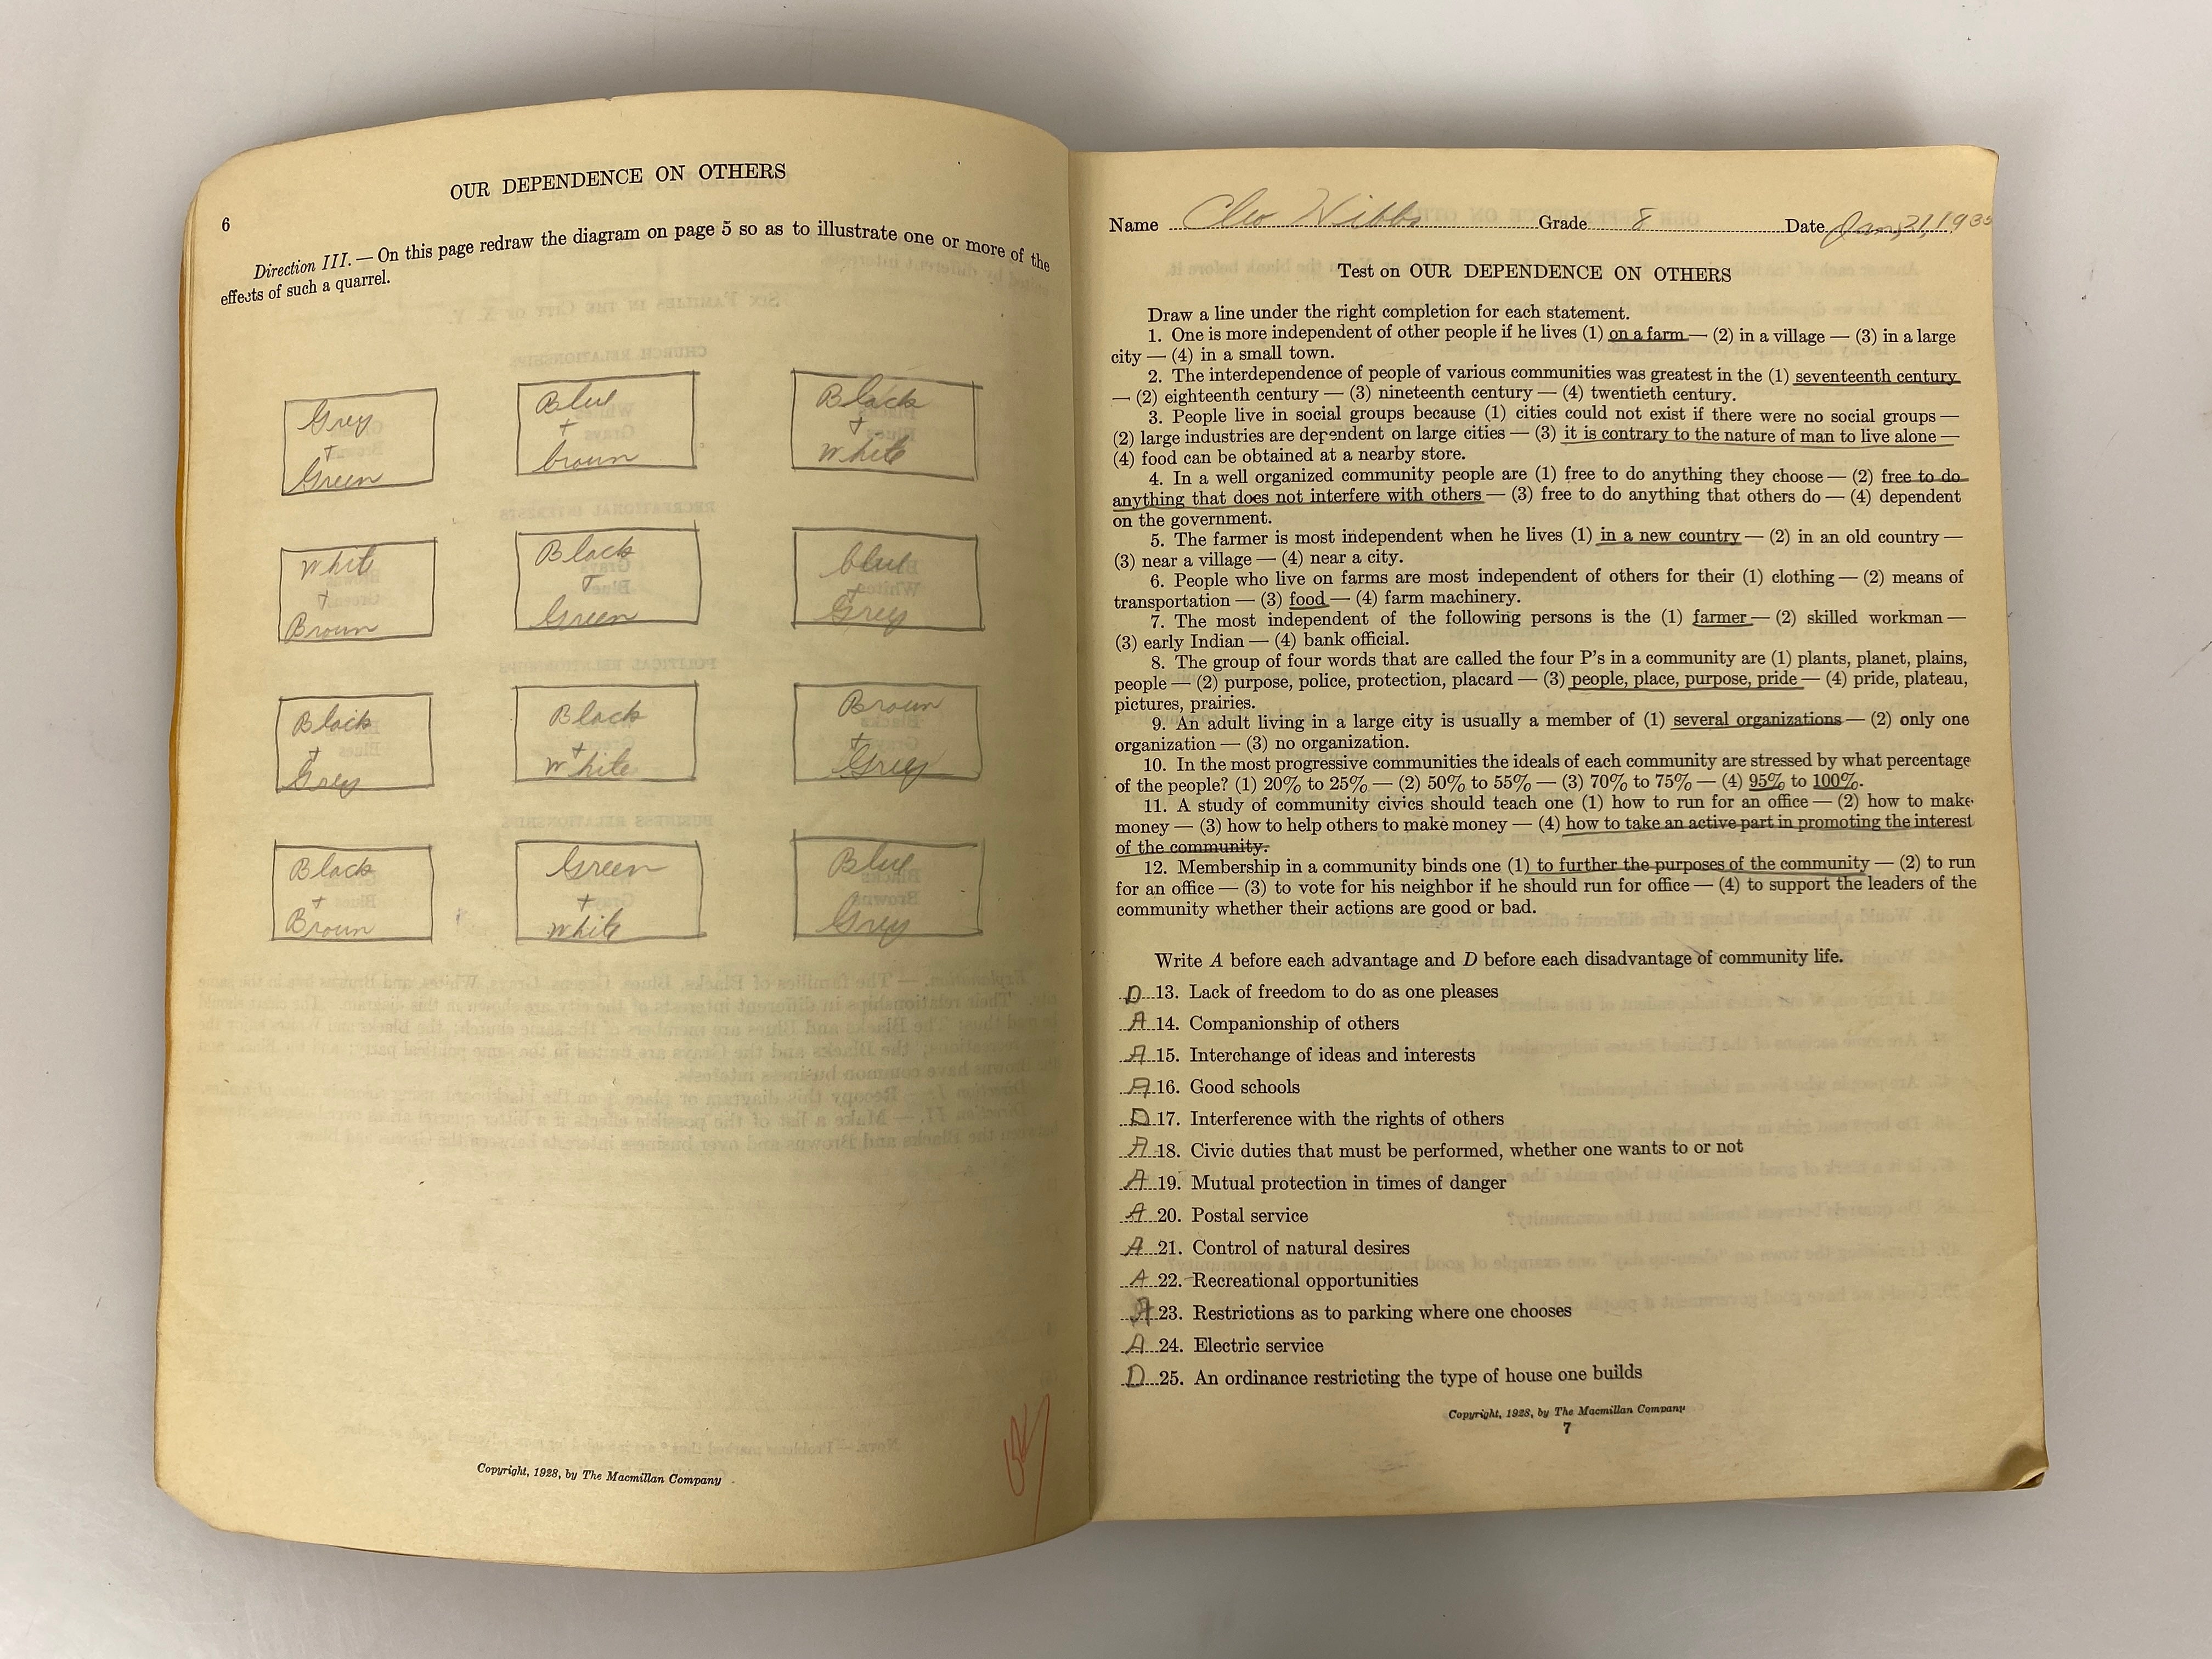 OUR DEPENDENCE ON OTHERS
6
Direction III. — On this page redraw the diagram on page 5 so as to illustrate one or more of the
effects of such a quarrel.
Grey
+
Green
Blue
+
brown
Black
+
White
White
+
Brown
Black
+
Green
blue
+
Grey
Black
+
Grey
Black
+
White
Brown
+
Grey
Black
+
Brown
Green
+
White
Blue
Grey
OK
Copyright, 1928, by The Macmillan Company
Name Cleo Grade 8 Date Jan, 21, 1935
Test on OUR DEPENDENCE ON OTHERS
Draw a line under the right completion for each statement.
1. One is more independent of other people if he lives (1) on a farm — (2) in a village — (3) in a large
city — (4) in a small town.
2. The interdependence of people of various communities was greatest in the (1) seventeenth century
— (2) eighteenth century — (3) nineteenth century — (4) twentieth century.
3. People live in social groups because (1) cities could not exist if there were no social groups —
(2) large industries are dependent on large cities — (3) it is contrary to the nature of man to live alone —
(4) food can be obtained at a nearby store.
4. In a well organized community people are (1) free to do anything they choose — (2) free to do
anything that does not interfere with others — (3) free to do anything that others do — (4) dependent
on the government.
5. The farmer is most independent when he lives (1) in a new country — (2) in an old country —
(3) near a village — (4) near a city.
6. People who live on farms are most independent of others for their (1) clothing — (2) means of
transportation — (3) food — (4) farm machinery.
7. The most independent of the following persons is the (1) farmer — (2) skilled workman —
(3) early Indian — (4) bank official.
8. The group of four words that are called the four P's in a community are (1) plants, planet, plains,
people — (2) purpose, police, protection, placard — (3) people, place, purpose, pride — (4) pride, plateau,
pictures, prairies.
9. An adult living in a large city is usually a member of (1) several organizations — (2) only one
organization — (3) no organization.
10. In the most progressive communities the ideals of each community are stressed by what percentage
of the people? (1) 20% to 25% — (2) 50% to 55% — (3) 70% to 75% — (4) 95% to 100%.
11. A study of community civics should teach one (1) how to run for an office — (2) how to make
money — (3) how to help others to make money — (4) how to take an active part in promoting the interest
of the community.
12. Membership in a community binds one (1) to further the purposes of the community — (2) to run
for an office — (3) to vote for his neighbor if he should run for office — (4) to support the leaders of the
community whether their actions are good or bad.
Write A before each advantage and D before each disadvantage of community life.
D 13. Lack of freedom to do as one pleases
A 14. Companionship of others
A 15. Interchange of ideas and interests
A 16. Good schools
D 17. Interference with the rights of others
A 18. Civic duties that must be performed, whether one wants to or not
A 19. Mutual protection in times of danger
A 20. Postal service
A 21. Control of natural desires
A 22. Recreational opportunities
A 23. Restrictions as to parking where one chooses
A 24. Electric service
D 25. An ordinance restricting the type of house one builds
Copyright, 1928, by The Macmillan Company
7